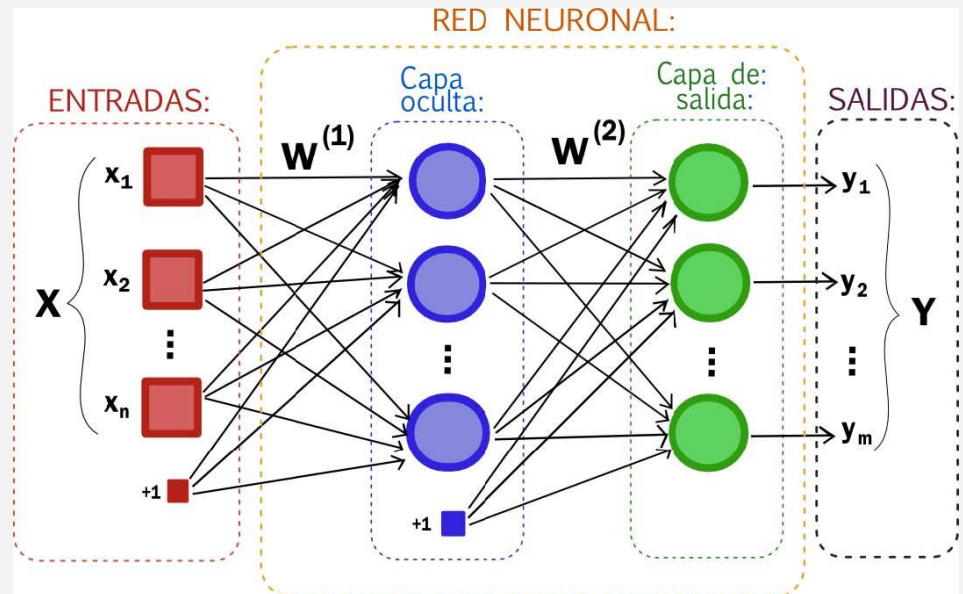 RED NEURONAL:
ENTRADAS:
Capa
oculta:
Capa de:
salida:
SALIDAS:
W(1)
W(2)
x1
x2
⋮
xn
+1
X
⋮
+1
⋮
y1
y2
⋮
ym
Y